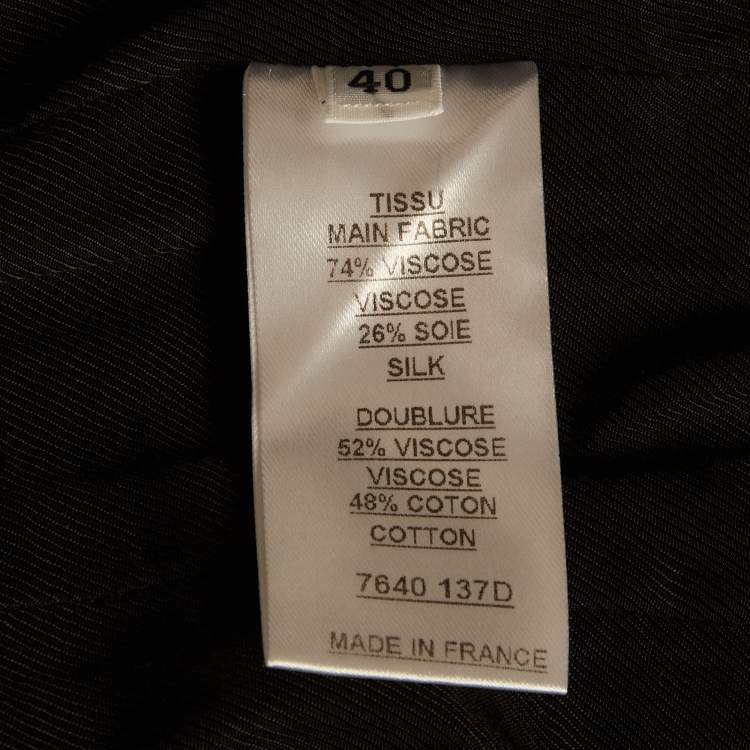 40
TISSU
MAIN FABRIC
74% VISCOSE
VISCOSE
26% SOIE
SILK
DOUBLURE
52% VISCOSE
VISCOSE
48% COTON
COTTON
7640 137D
MADE IN FRANCE